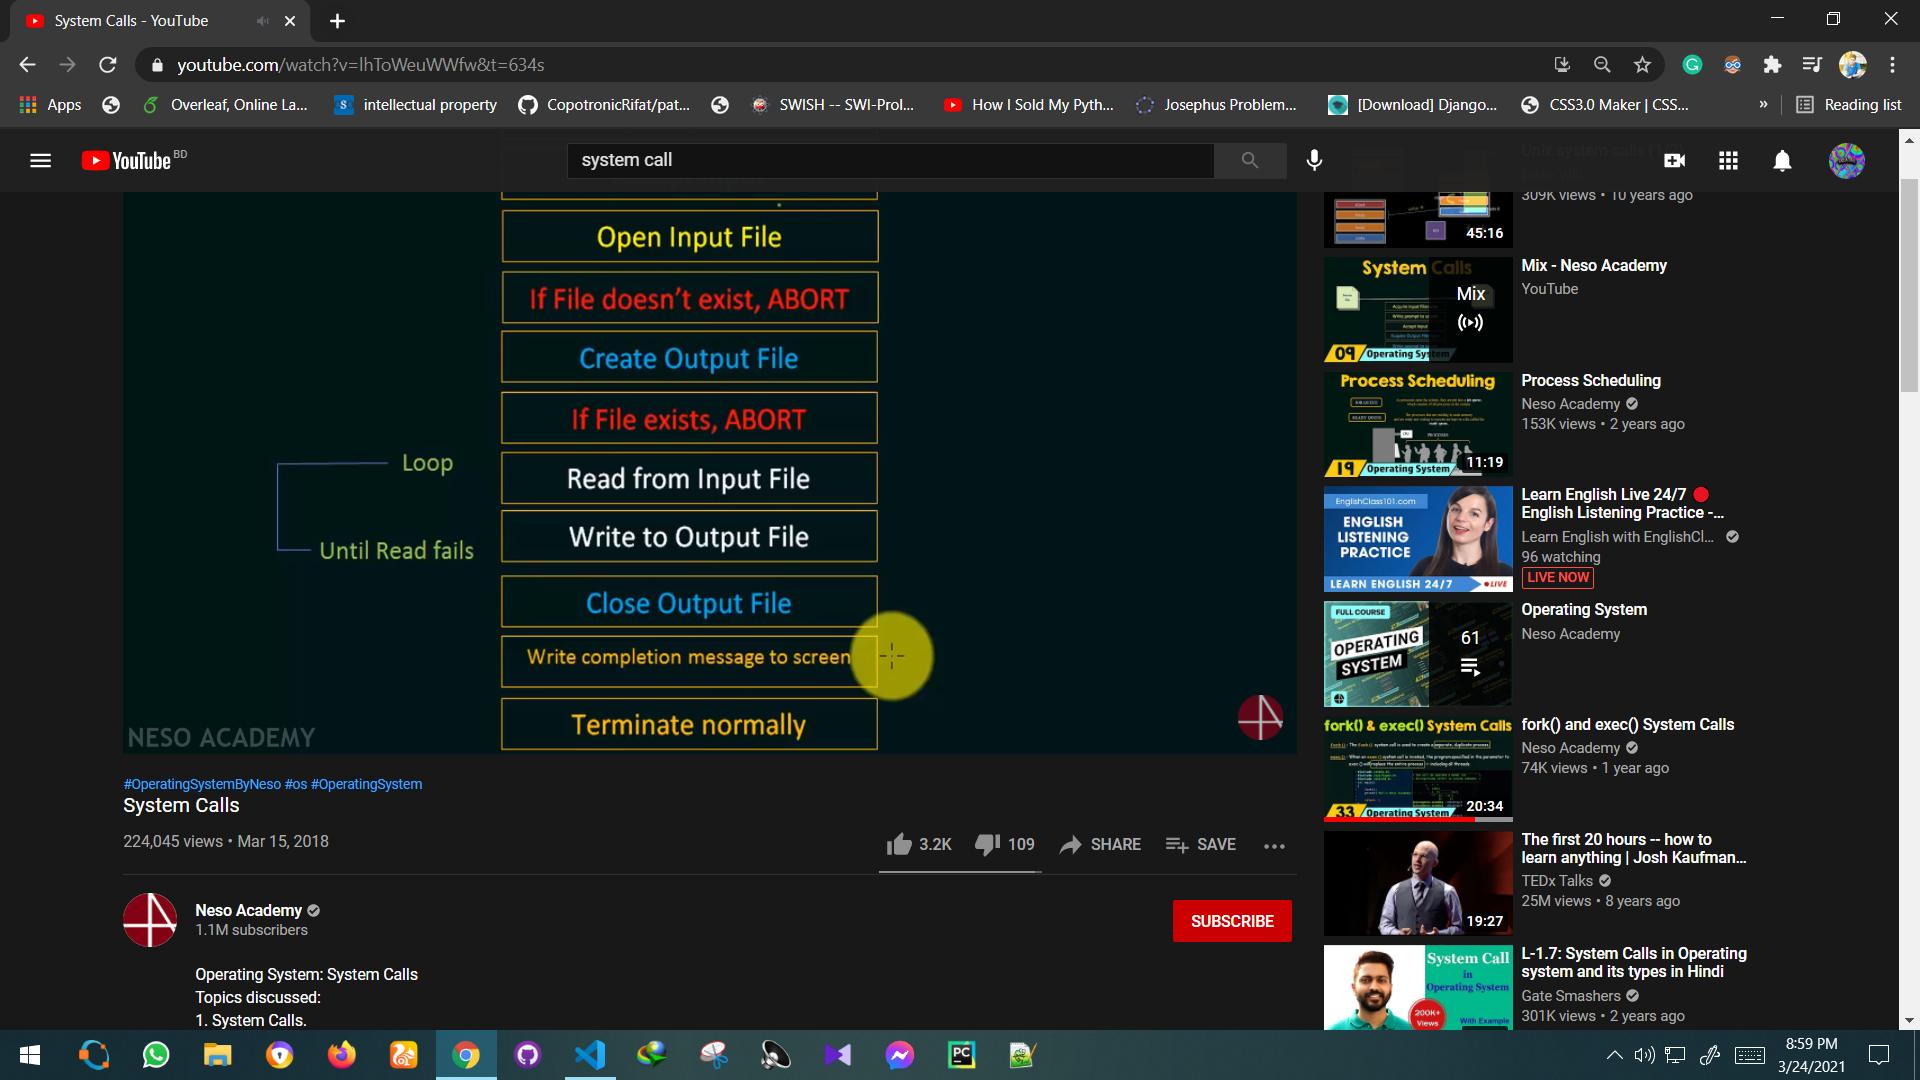 System Calls - YouTube
youtube.com/watch?v=lhToWeuWWfw&t=634s
Apps
Overleaf, Online La...
intellectual property
CopotronicRifat/pat...
SWISH -- SWI-Prol...
How I Sold My Pyth...
Josephus Problem...
[Download] Django...
CSS3.0 Maker | CSS...
»
Reading list
YouTube BD
system call
Open Input File
If File doesn't exist, ABORT
Create Output File
If File exists, ABORT
Loop
Read from Input File
Write to Output File
Until Read fails
Close Output File
Write completion message to screen
Terminate normally
NESO ACADEMY
#OperatingSystemByNeso #os #OperatingSystem
System Calls
224,045 views • Mar 15, 2018
3.2K
109
SHARE
SAVE
Neso Academy
1.1M subscribers
SUBSCRIBE
Operating System: System Calls
Topics discussed:
1. System Calls.
309K views • 10 years ago
45:16
System Calls
Mix
09 Operating System
Mix - Neso Academy
YouTube
Process Scheduling
19 Operating System
11:19
Process Scheduling
Neso Academy
153K views • 2 years ago
EnglishClass101.com
ENGLISH
LISTENING
PRACTICE
LEARN ENGLISH 24/7
LIVE
Learn English Live 24/7
English Listening Practice -...
Learn English with EnglishCl...
96 watching
LIVE NOW
FULL COURSE
OPERATING
SYSTEM
61
Operating System
Neso Academy
fork() & exec() System Calls
33 Operating System
20:34
fork() and exec() System Calls
Neso Academy
74K views • 1 year ago
19:27
The first 20 hours -- how to
learn anything | Josh Kaufman...
TEDx Talks
25M views • 8 years ago
System Call
in
Operating System
200K+
Views
With Example
L-1.7: System Calls in Operating
system and its types in Hindi
Gate Smashers
301K views • 2 years ago
8:59 PM
3/24/2021